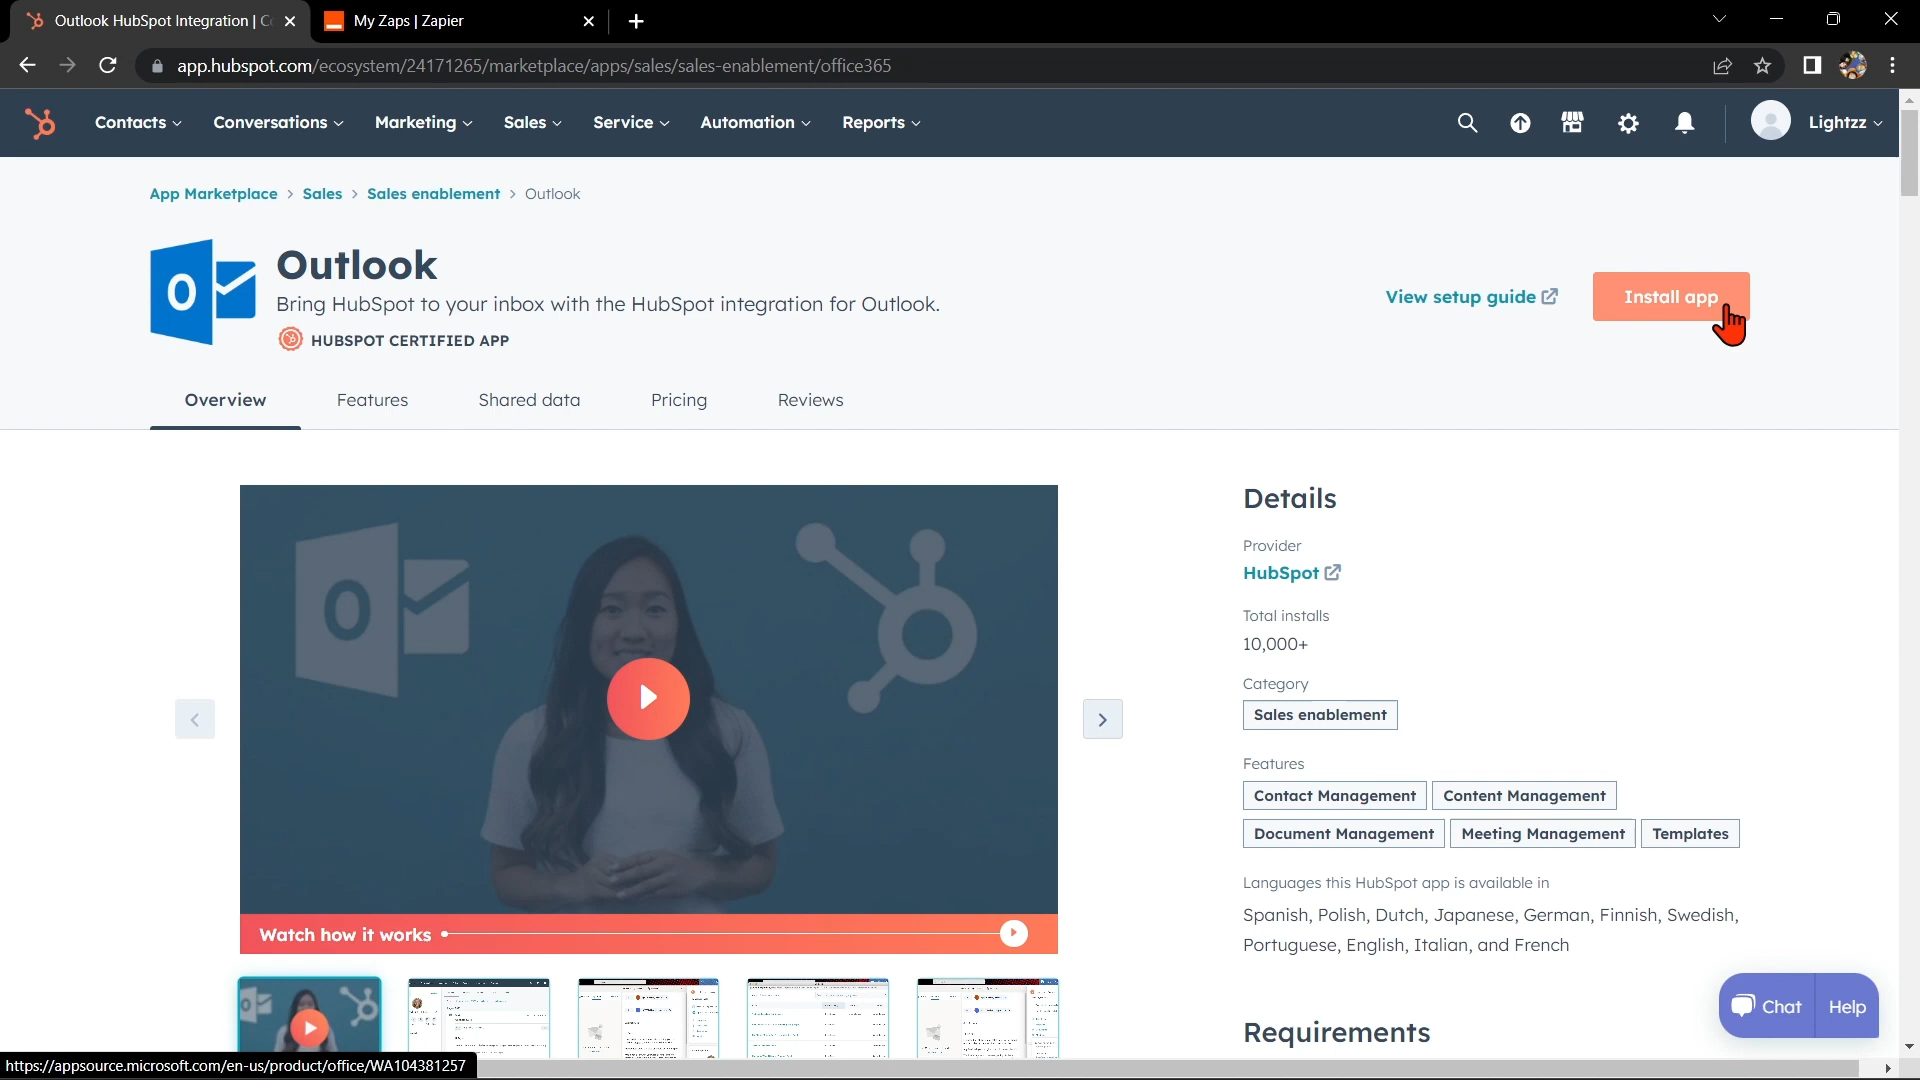 Outlook HubSpot Integration | C
My Zaps | Zapier
app.hubspot.com/ecosystem/24171265/marketplace/apps/sales/sales-enablement/office365
Contacts
Conversations
Marketing
Sales
Service
Automation
Reports
Lightzz
App Marketplace > Sales > Sales enablement > Outlook
Outlook
Bring HubSpot to your inbox with the HubSpot integration for Outlook.
HUBSPOT CERTIFIED APP
View setup guide
Install app
Overview
Features
Shared data
Pricing
Reviews
Watch how it works
Details
Provider
HubSpot
Total installs
10,000+
Category
Sales enablement
Features
Contact Management
Content Management
Document Management
Meeting Management
Templates
Languages this HubSpot app is available in
Spanish, Polish, Dutch, Japanese, German, Finnish, Swedish,
Portuguese, English, Italian, and French
Requirements
Chat
Help
https://appsource.microsoft.com/en-us/product/office/WA104381257